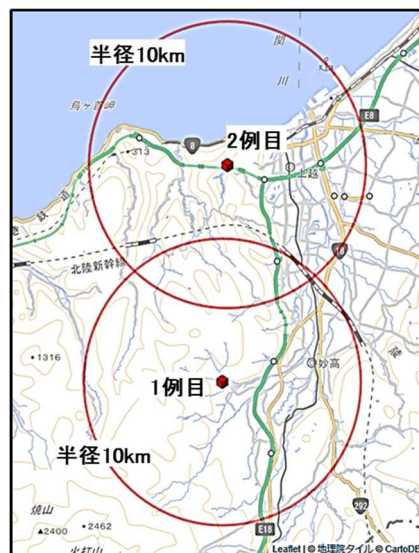 関
川
半径10km
鳥ヶ首岬
8
E8
2例目
313
上越
18
北陸新幹線
1316
妙高
1例目
半径10km
焼山
2400
2462
火打山
E18
292
Leaflet | © 地理院タイル © CartoDB